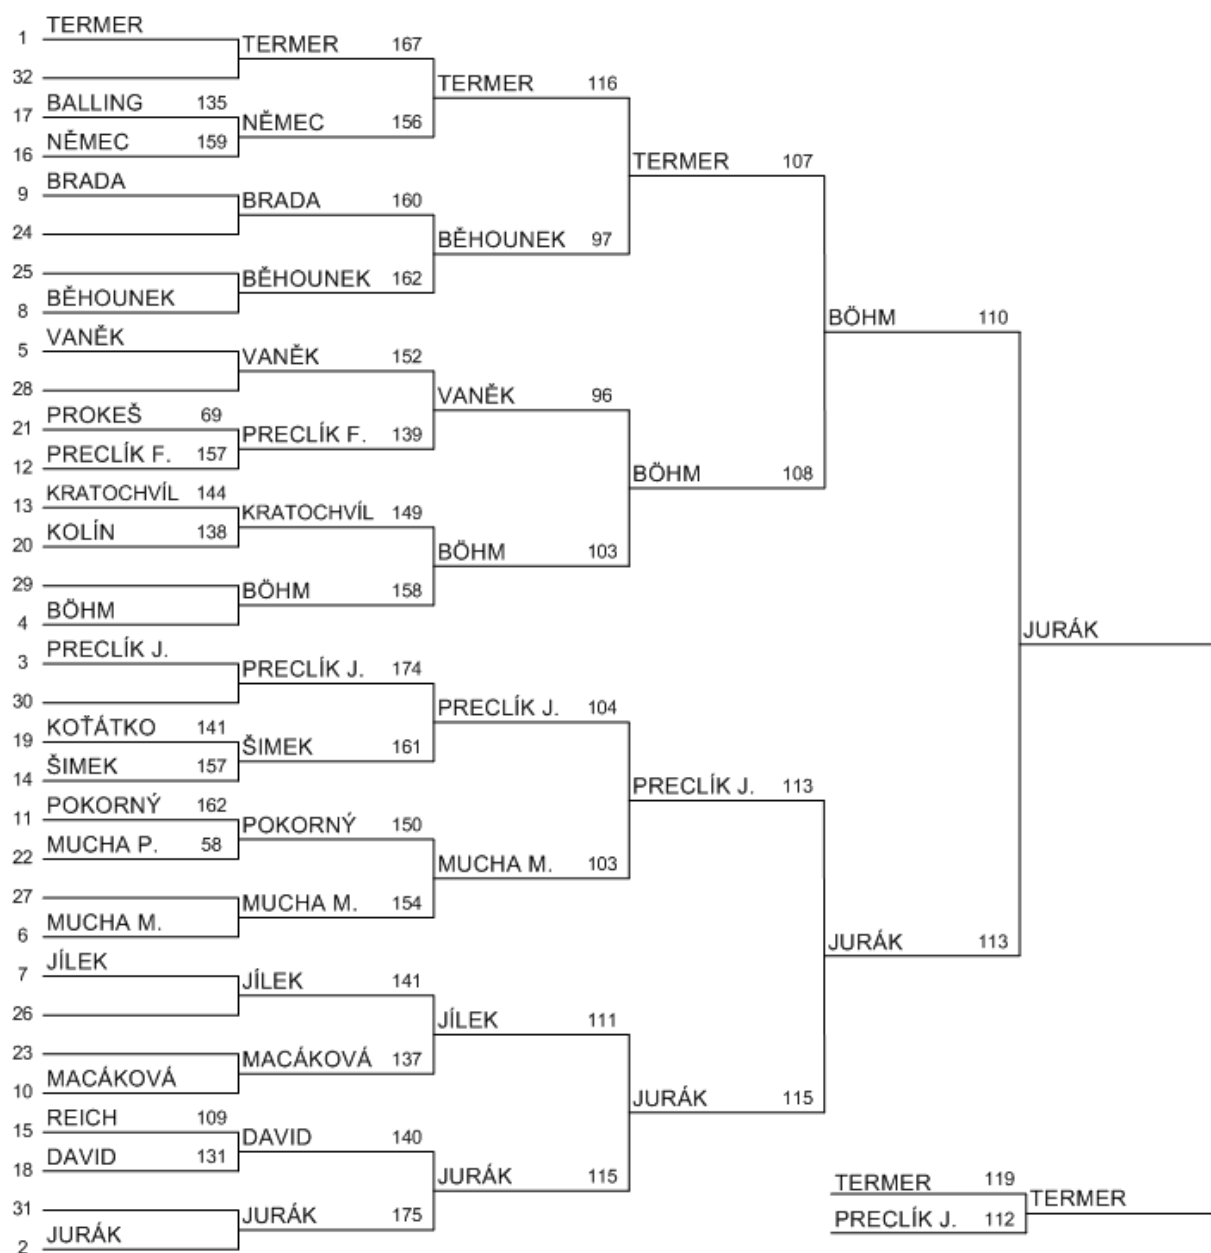 TERMER
1
TERMER 167
32
TERMER 116
BALLING 135
17
NĚMEC 156
NĚMEC 159
16
TERMER 107
BRADA
9
BRADA 160
24
BĚHOUNEK 97
25
BĚHOUNEK 162
BĚHOUNEK
8
BÖHM 110
VANĚK
5
VANĚK 152
28
VANĚK 96
PROKEŠ 69
21
PRECLÍK F. 139
PRECLÍK F. 157
12
BÖHM 108
KRATOCHVÍL 144
13
KRATOCHVÍL 149
KOLÍN 138
20
BÖHM 103
29
BÖHM 158
BÖHM
4
JURÁK
PRECLÍK J.
3
PRECLÍK J. 174
30
PRECLÍK J. 104
KOŤÁTKO 141
19
ŠIMEK 161
ŠIMEK 157
14
PRECLÍK J. 113
POKORNÝ 162
11
POKORNÝ 150
MUCHA P. 58
22
MUCHA M. 103
27
MUCHA M. 154
MUCHA M.
6
JURÁK 113
JÍLEK
7
JÍLEK 141
26
JÍLEK 111
23
MACÁKOVÁ 137
MACÁKOVÁ
10
JURÁK 115
REICH 109
15
DAVID 140
DAVID 131
18
JURÁK 115
TERMER 119
TERMER
31
JURÁK 175
PRECLÍK J. 112
JURÁK
2